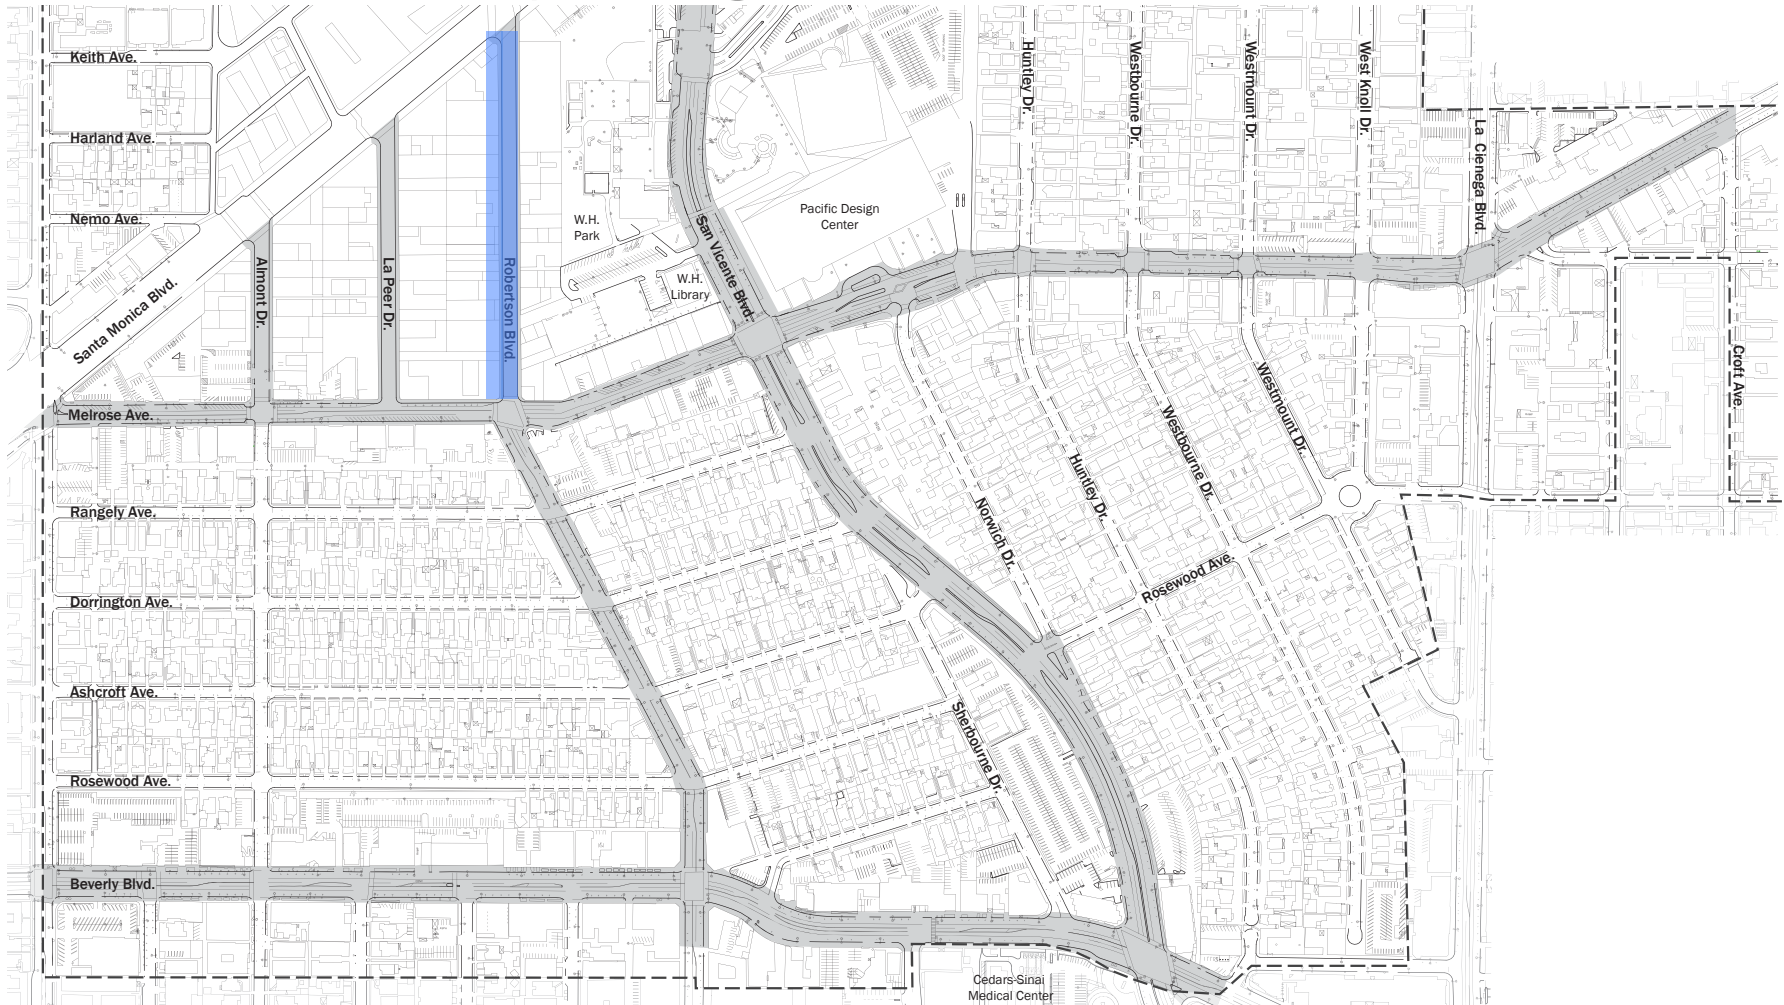 Keith Ave.
Harland Ave.
Nemo Ave.
Santa Monica Blvd.
Almont Dr.
La Peer Dr.
Robertson Blvd.
W.H.
Park
W.H.
Library
San Vicente Blvd.
Pacific Design
Center
Huntley Dr.
Westbourne Dr.
Westmount Dr.
West Knoll Dr.
La Cienega Blvd.
Croft Ave.
Melrose Ave.
Westmount Dr.
Westbourne Dr.
Huntley Dr.
Norwich Dr.
Rangely Ave.
Rosewood Ave.
Dorrington Ave.
Ashcroft Ave.
Sherbourne Dr.
Rosewood Ave.
Beverly Blvd.
Cedars-Sinai
Medical Center